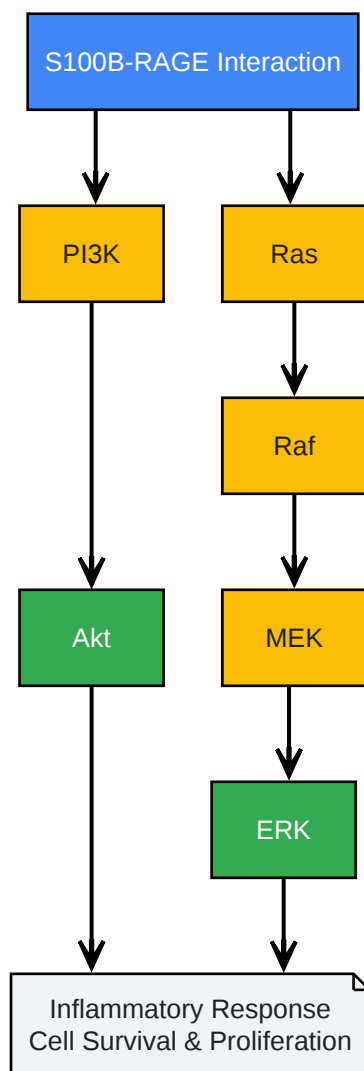 S100B-RAGE Interaction
PI3K
Ras
Raf
Akt
MEK
ERK
Inflammatory Response
Cell Survival & Proliferation